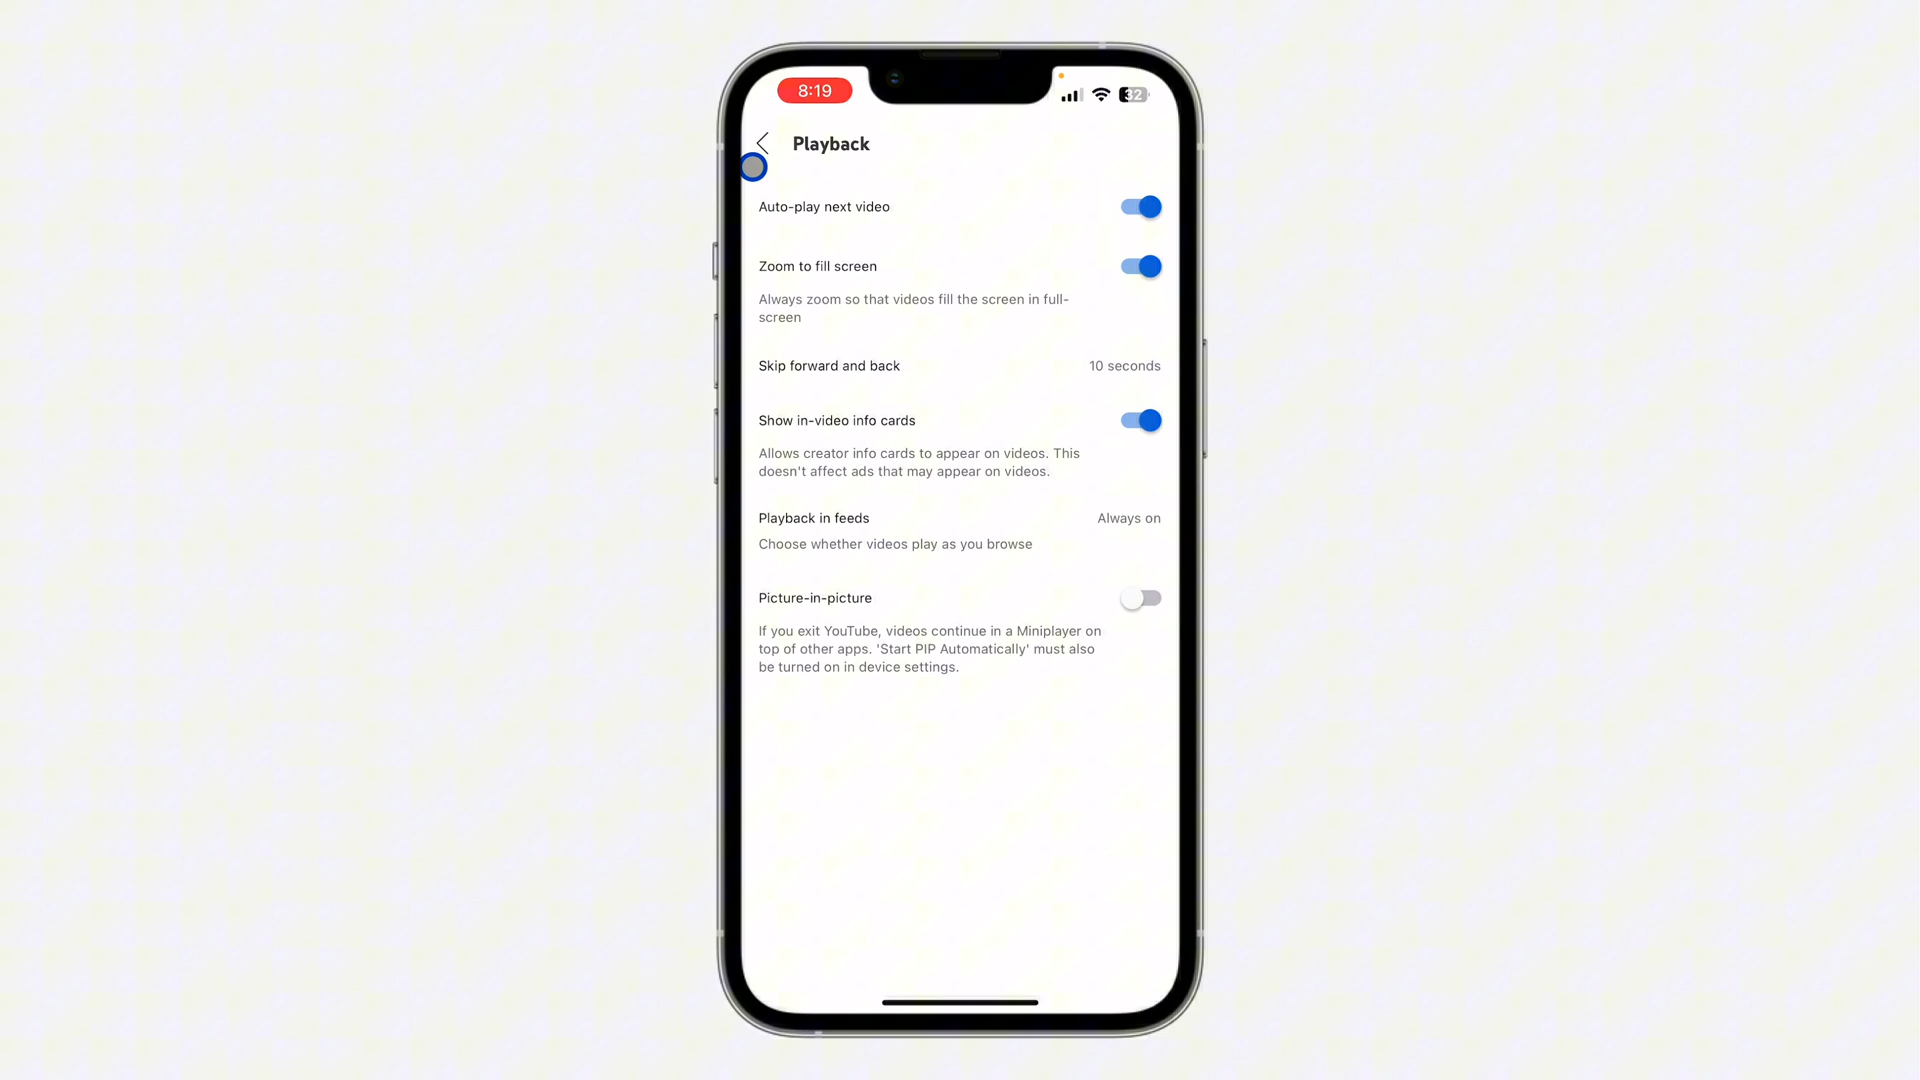 8:19
32
Playback
Auto-play next video
Zoom to fill screen
Always zoom so that videos fill the screen in full-
screen
Skip forward and back
10 seconds
Show in-video info cards
Allows creator info cards to appear on videos. This
doesn't affect ads that may appear on videos.
Playback in feeds
Always on
Choose whether videos play as you browse
Picture-in-picture
If you exit YouTube, videos continue in a Miniplayer on
top of other apps. 'Start PIP Automatically' must also
be turned on in device settings.